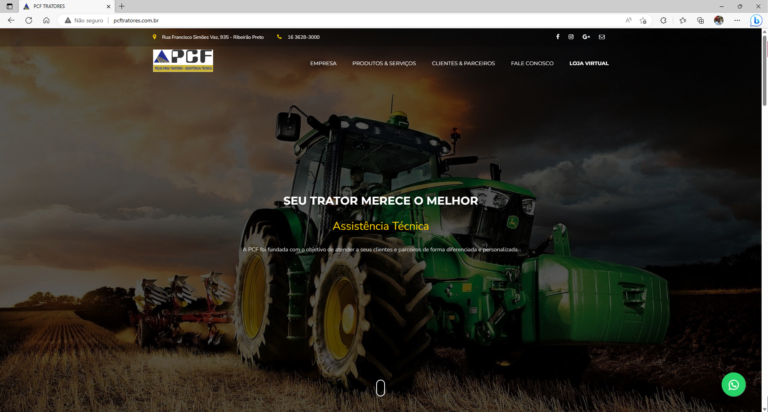 PCF TRATORES
Não seguro
pcftratores.com.br
Rua Francisco Simões Vaz, 935 - Ribeirão Preto
16 3628-3000
PCF
EMPRESA
PRODUTOS & SERVIÇOS
CLIENTES & PARCEIROS
FALE CONOSCO
LOJA VIRTUAL
SEU TRATOR MERECE O MELHOR
Assistência Técnica
A PCF foi fundada com o objetivo de atender a seus clientes e parceiros de forma diferenciada e personalizada.